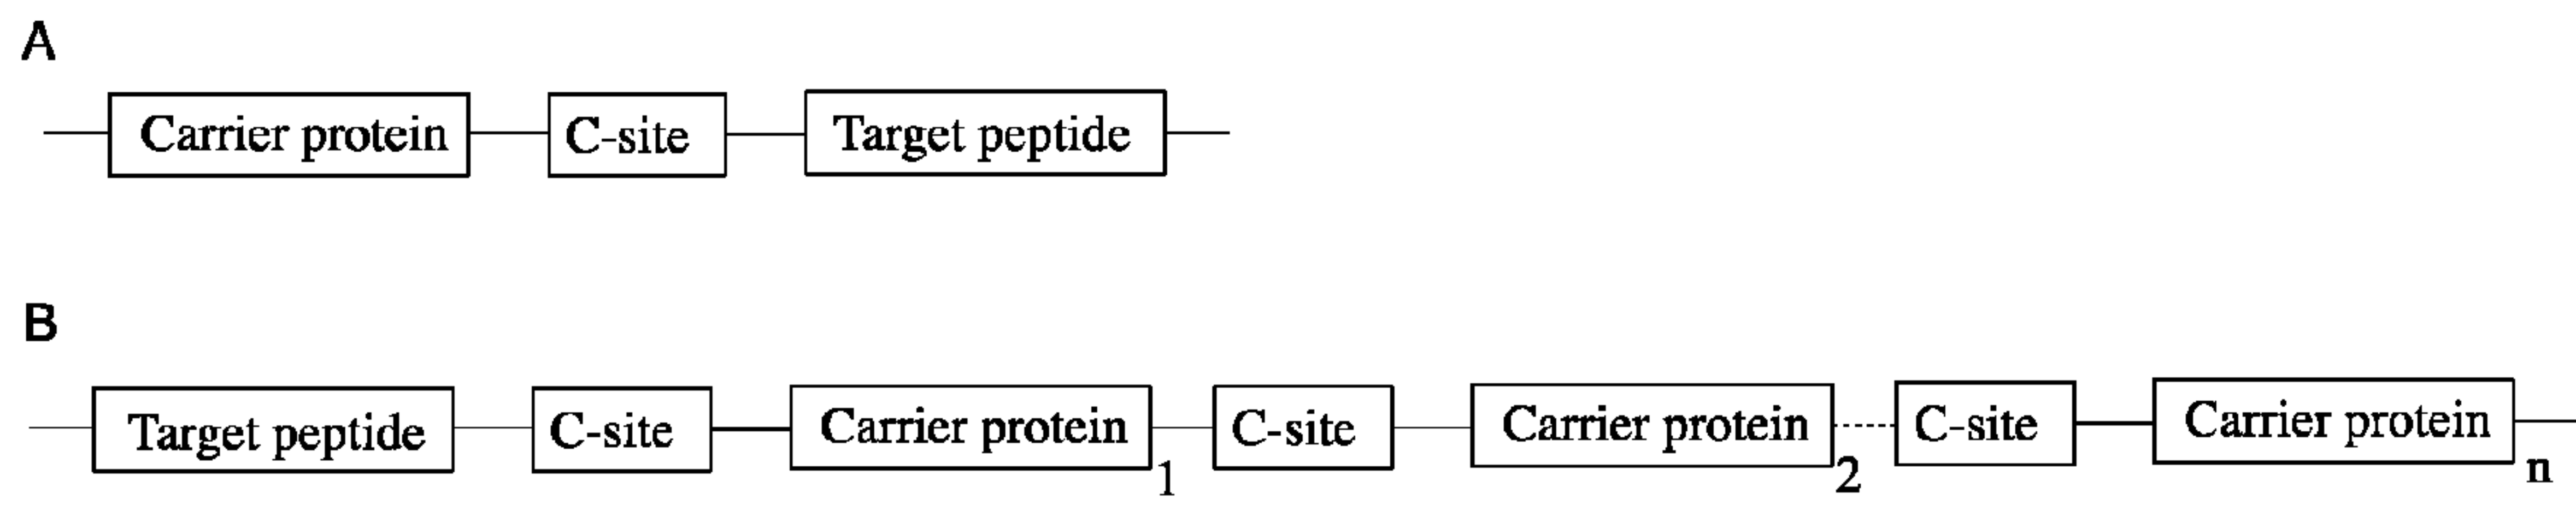 A
Carrier protein C-site Target peptide
B
Target peptide C-site Carrier protein 1 C-site Carrier protein 2 C-site Carrier protein n